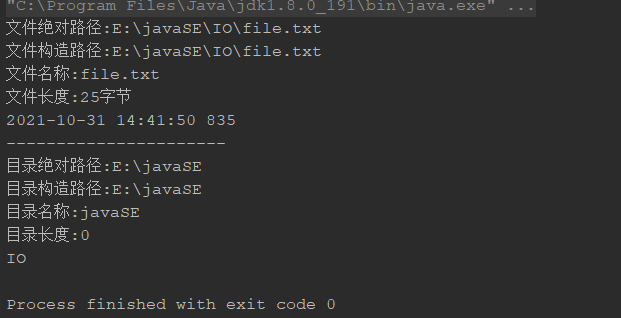 "C:\Program Files\Java\jdk1.8.0_191\bin\java.exe" ...
文件绝对路径:E:\javaSE\IO\file.txt
文件构造路径:E:\javaSE\IO\file.txt
文件名称:file.txt
文件长度:25字节
2021-10-31 14:41:50 835
-----------------------
目录绝对路径:E:\javaSE
目录构造路径:E:\javaSE
目录名称:javaSE
目录长度:0
IO
Process finished with exit code 0